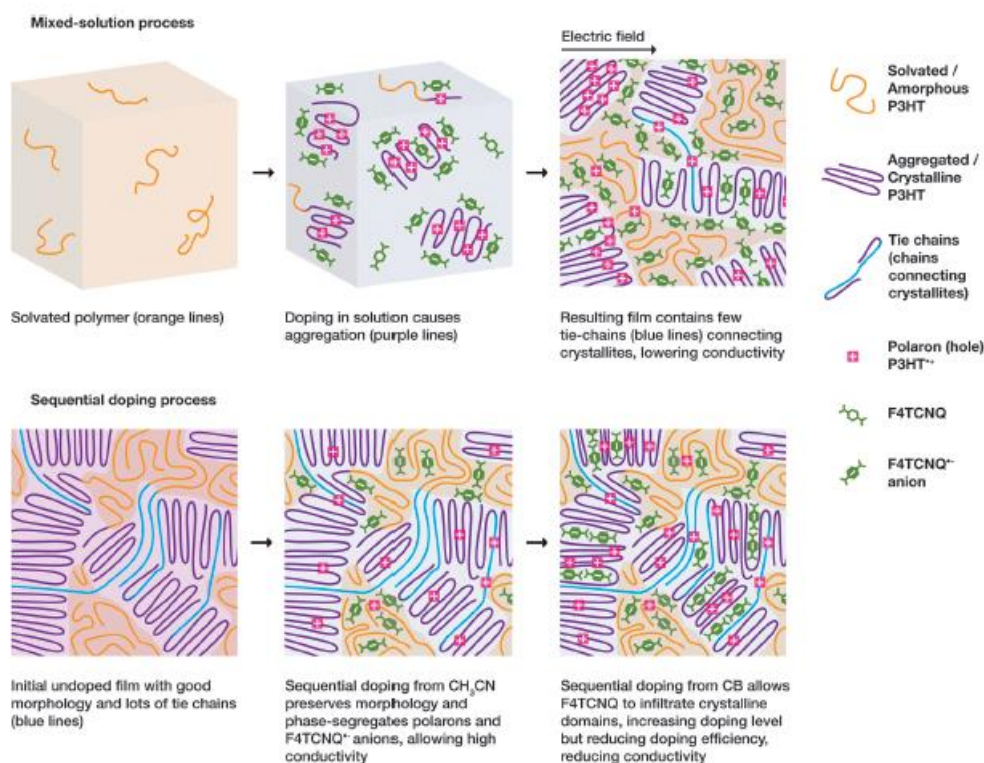 Mixed-solution process
Electric field
Solvated polymer (orange lines)
Doping in solution causes
aggregation (purple lines)
Resulting film contains few
tie-chains (blue lines) connecting
crystallites, lowering conductivity
Solvated /
Amorphous
P3HT
Aggregated /
Crystalline
P3HT
Tie chains
(chains
connecting
crystallites)
Polaron (hole)
P3HT•+
F4TCNQ
F4TCNQ•-
anion
Sequential doping process
Initial undoped film with good
morphology and lots of tie chains
(blue lines)
Sequential doping from CH₃CN
preserves morphology and
phase-segregates polarons and
F4TCNQ•- anions, allowing high
conductivity
Sequential doping from CB allows
F4TCNQ to infiltrate crystalline
domains, increasing doping level
but reducing doping efficiency,
reducing conductivity